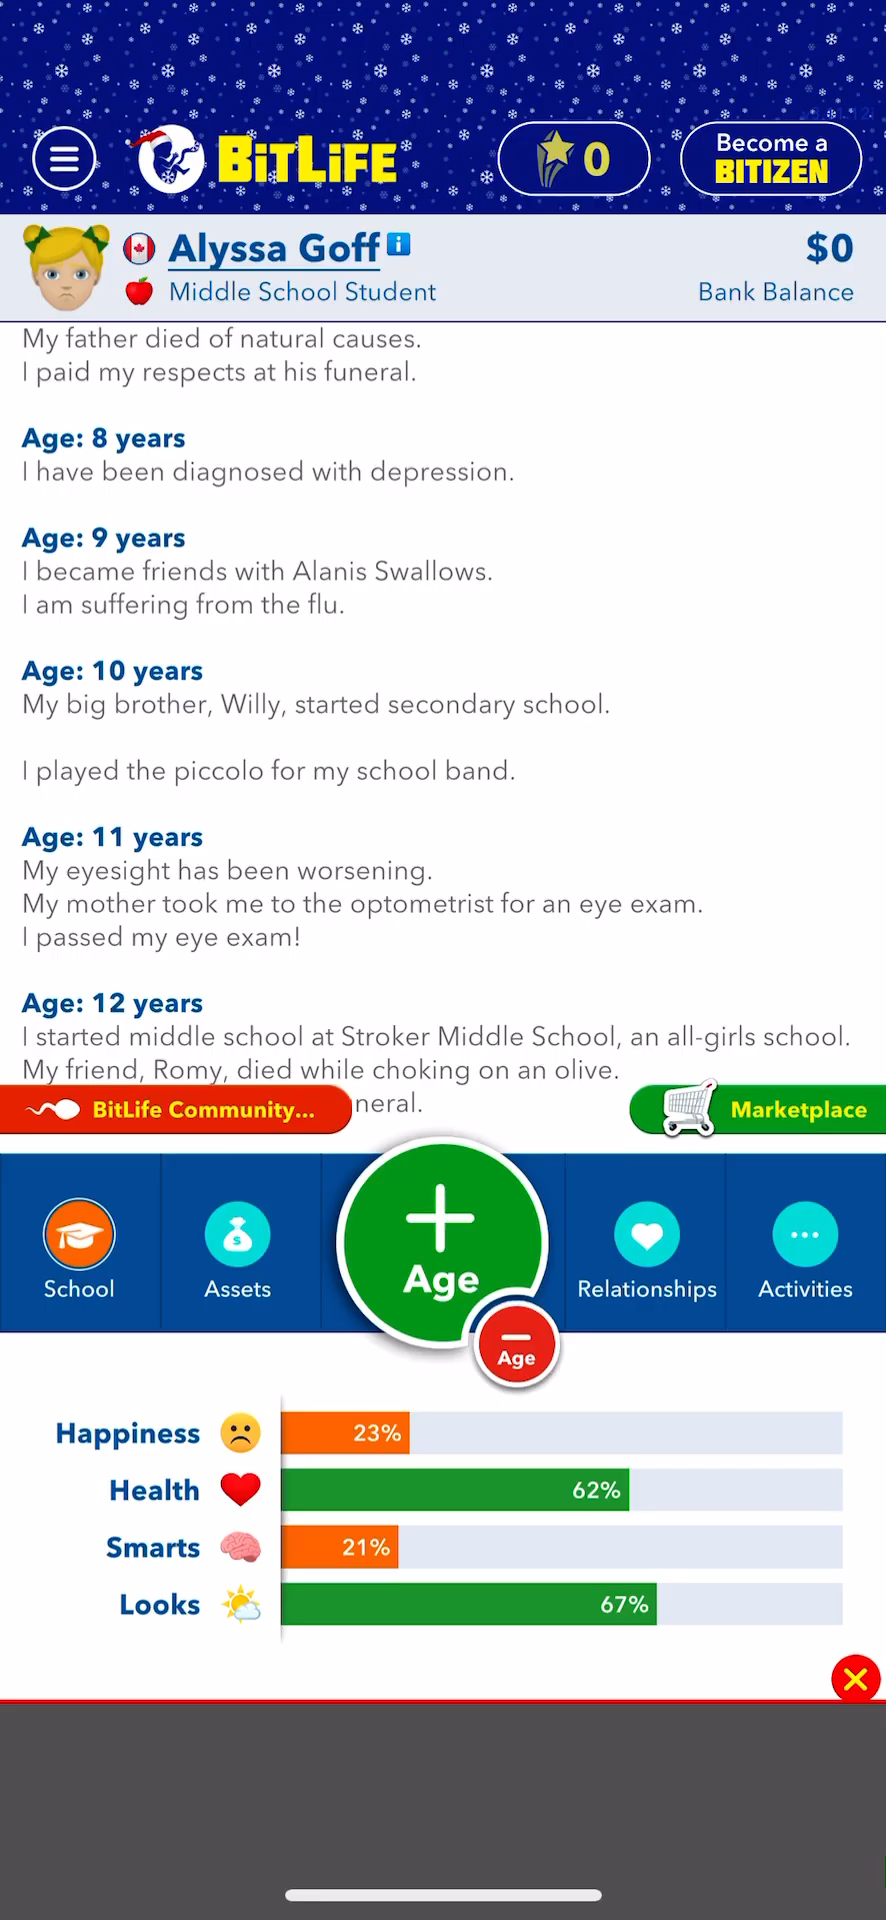 BITLIFE
0
Become a
BITIZEN
Alyssa Goff
i
$0
Middle School Student
Bank Balance
My father died of natural causes.
I paid my respects at his funeral.
Age: 8 years
I have been diagnosed with depression.
Age: 9 years
I became friends with Alanis Swallows.
I am suffering from the flu.
Age: 10 years
My big brother, Willy, started secondary school.
I played the piccolo for my school band.
Age: 11 years
My eyesight has been worsening.
My mother took me to the optometrist for an eye exam.
I passed my eye exam!
Age: 12 years
I started middle school at Stroker Middle School, an all-girls school.
My friend, Romy, died while choking on an olive.
neral.
BitLife Community...
Marketplace
School
Assets
Age
Relationships
Activities
Age
Happiness 23%
Health 62%
Smarts 21%
Looks 67%